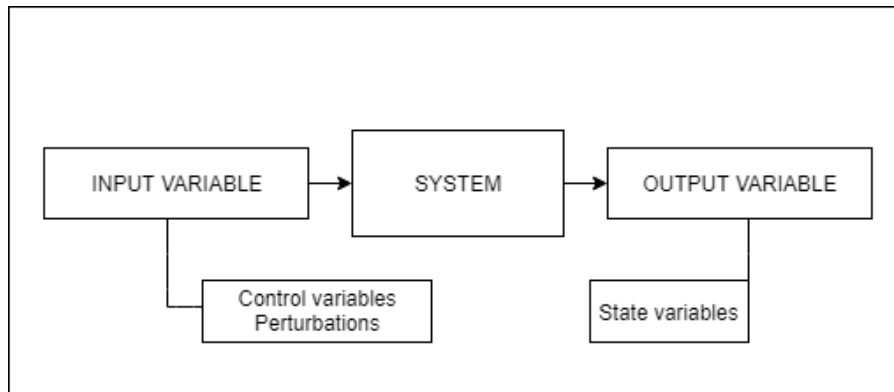 INPUT VARIABLE
SYSTEM
OUTPUT VARIABLE
Control variables
Perturbations
State variables